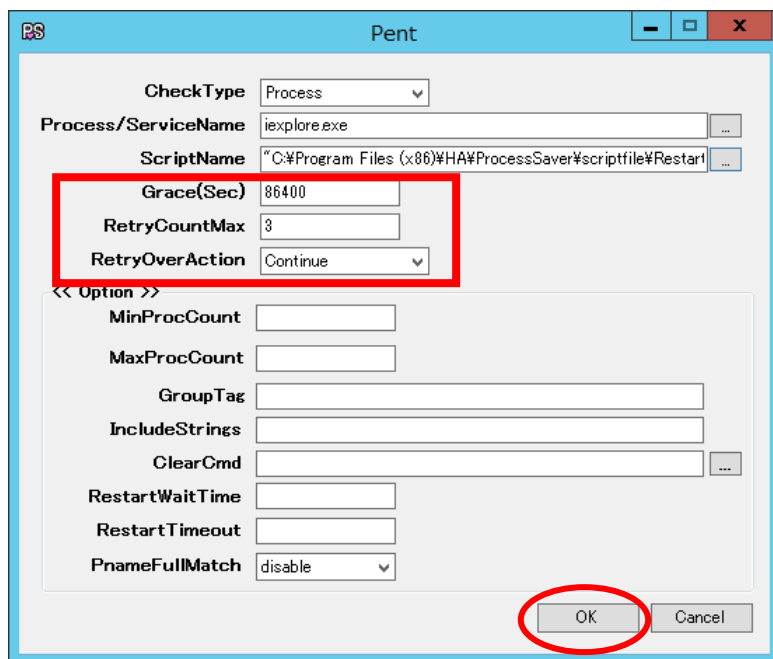 PS Pent
CheckType Process
Process/ServiceName iexplore.exe ...
ScriptName "C:¥Program Files (x86)¥HA¥ProcessSaver¥scriptfile¥Restart ...
Grace(Sec) 86400
RetryCountMax 3
RetryOverAction Continue
<< Option >>
MinProcCount
MaxProcCount
GroupTag
IncludeStrings
ClearCmd ...
RestartWaitTime
RestartTimeout
PnameFullMatch disable
OK Cancel